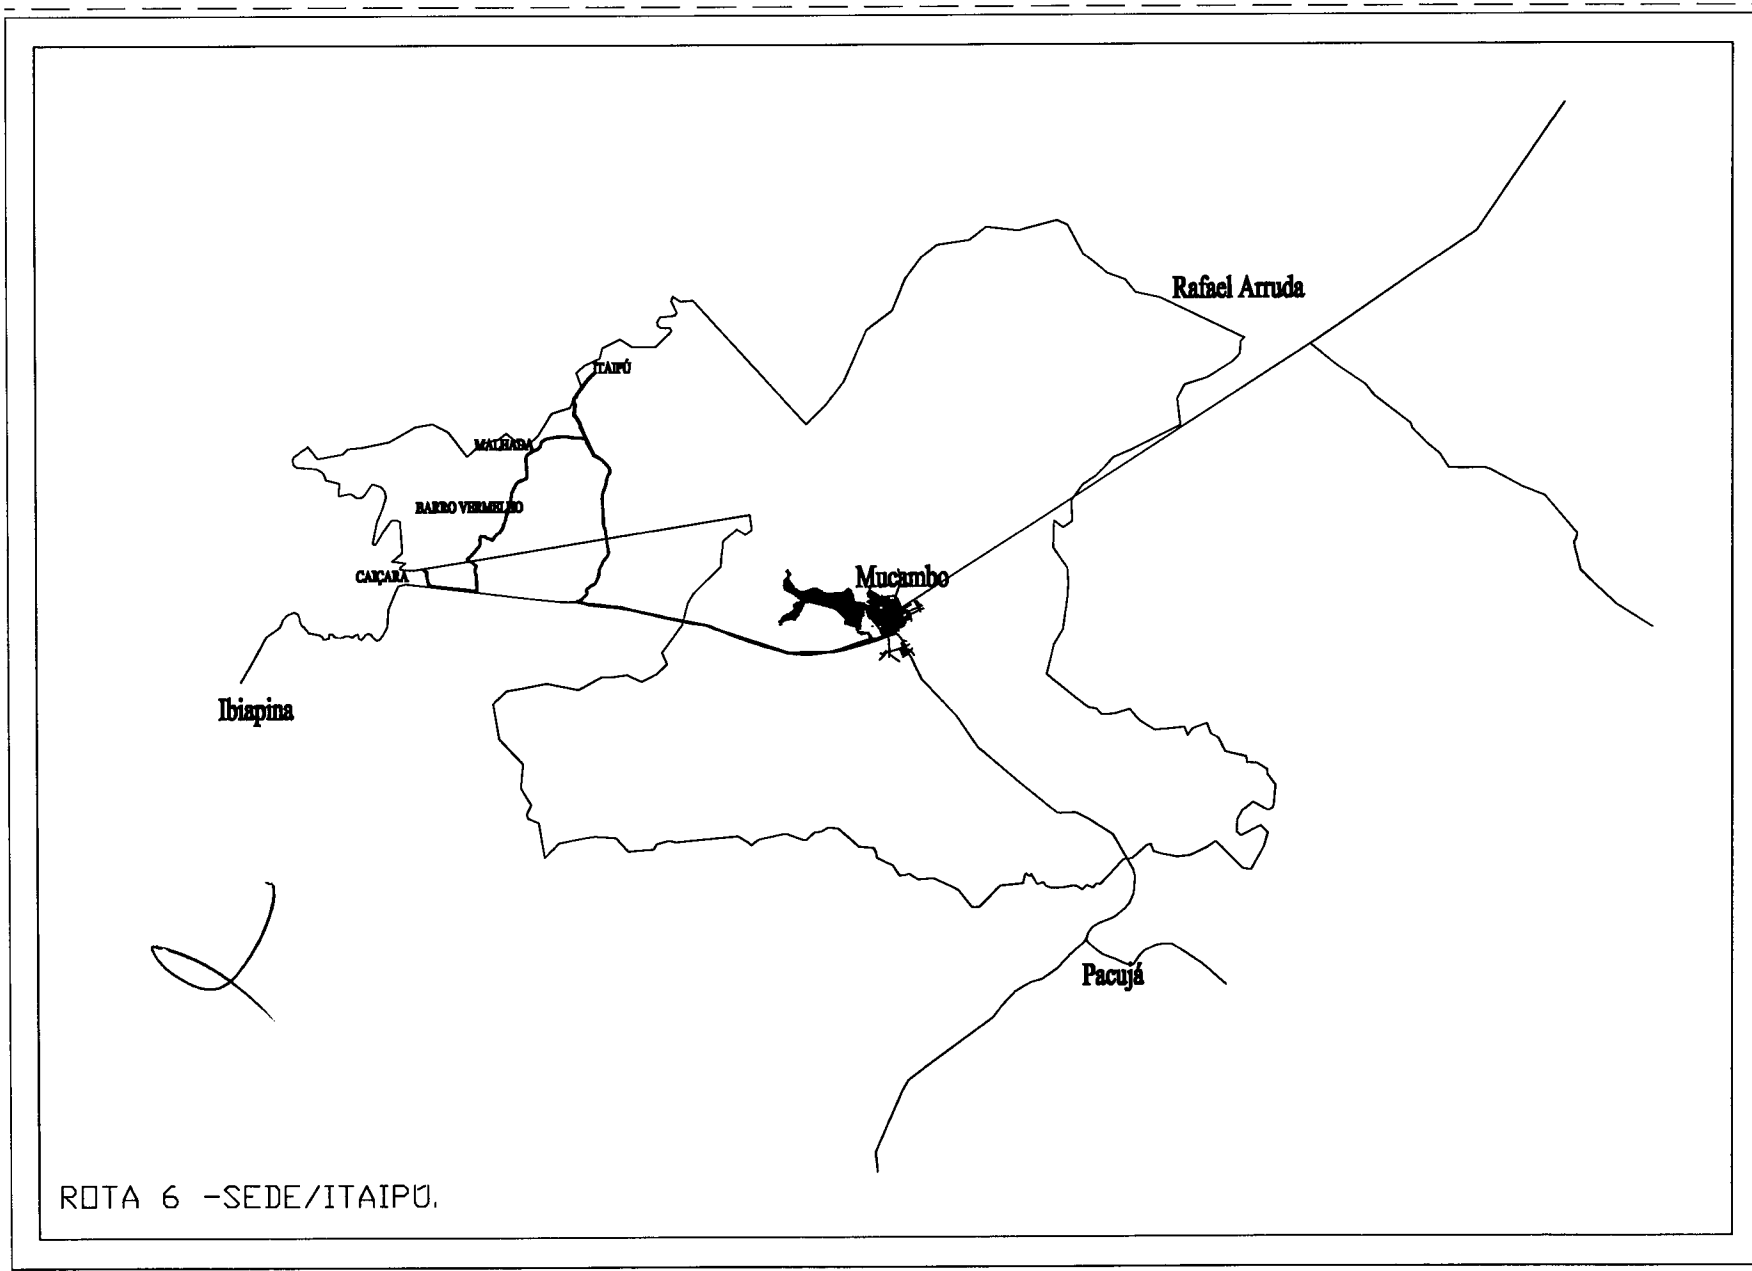 Rafael Arruda
ITAIPÚ
MALHADA
BARRO VERMELHO
CAIÇARA
Mucambo
Ibiapina
Pacujá
ROTA 6 -SEDE/ITAIPÚ.